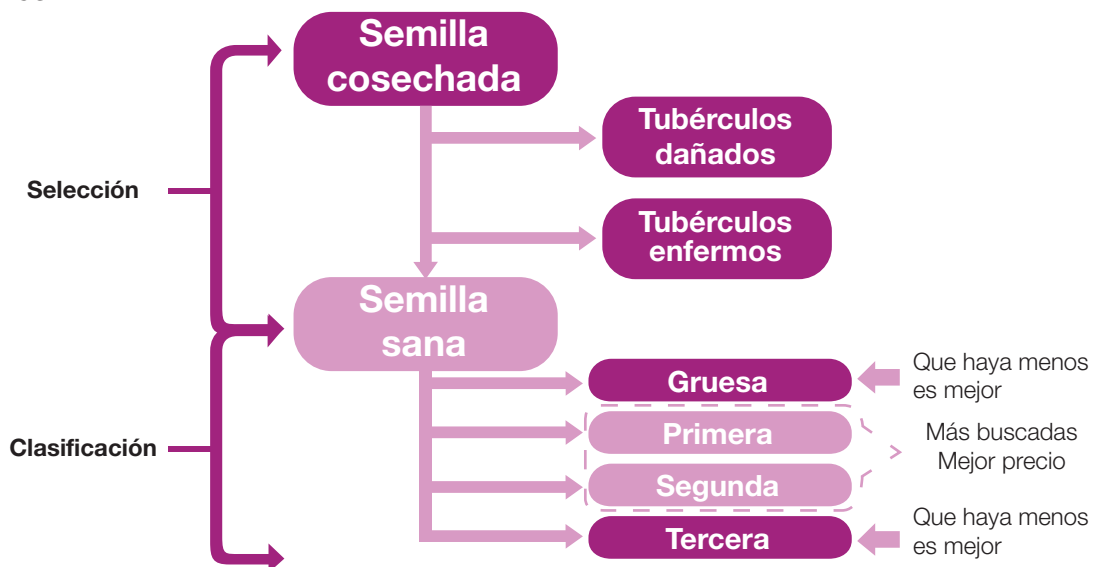 Semilla
cosechada
Tubérculos
dañados
Selección
Tubérculos
enfermos
Semilla
sana
Gruesa
Que haya menos
es mejor
Primera
Más buscadas
Mejor precio
Clasificación
Segunda
Tercera
Que haya menos
es mejor